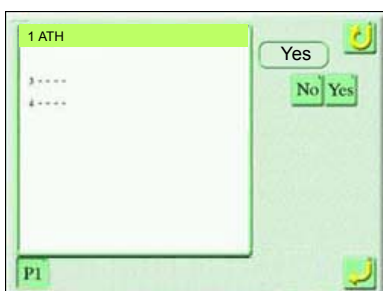 1 ATH
Yes
No Yes
3 ----
4 ----
P1